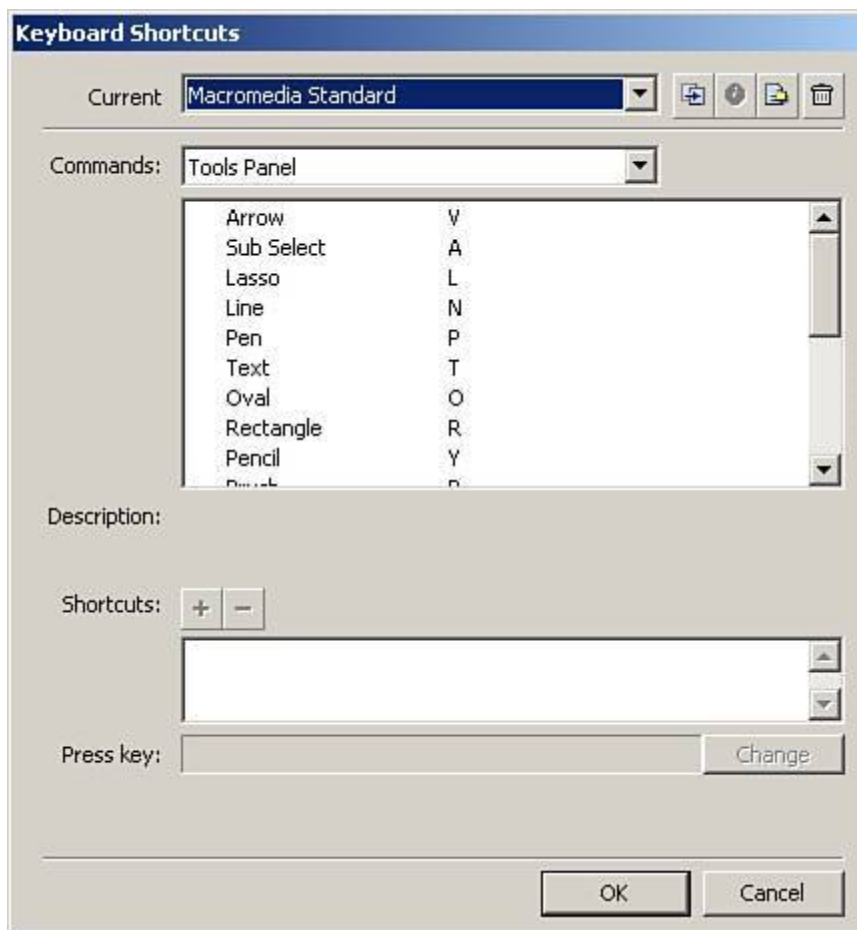 Keyboard Shortcuts
Current Macromedia Standard
Commands: Tools Panel
Arrow V
Sub Select A
Lasso L
Line N
Pen P
Text T
Oval O
Rectangle R
Pencil Y
Description:
Shortcuts: + −
Press key: Change
OK Cancel